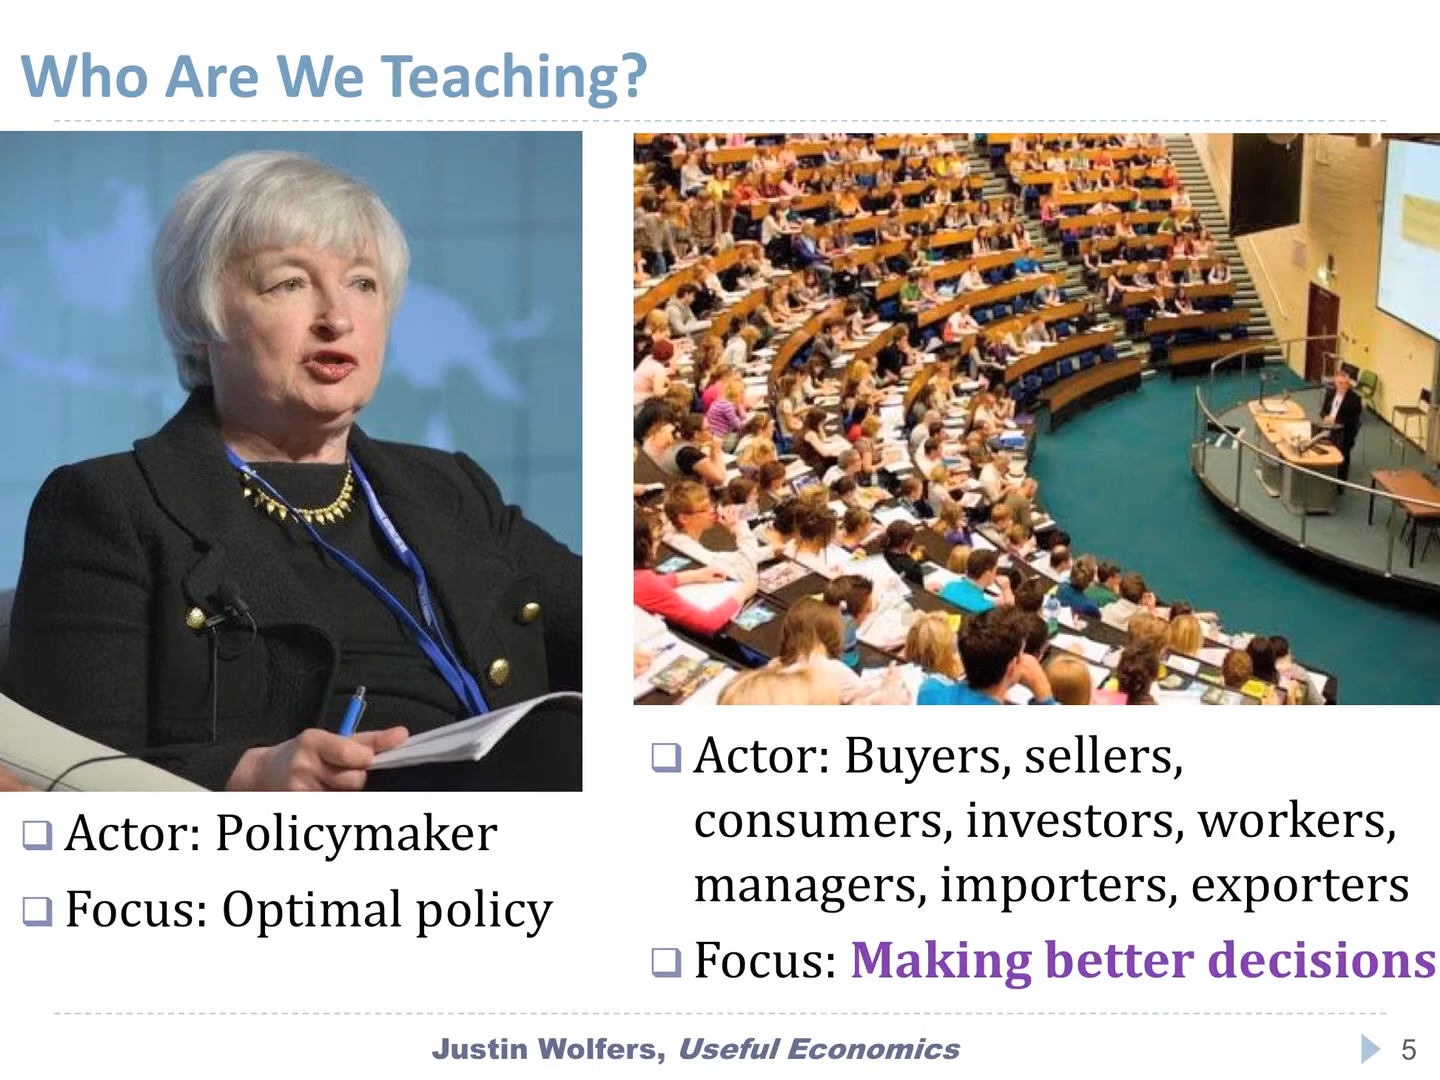 Who Are We Teaching?
❑ Actor: Policymaker
❑ Focus: Optimal policy
❑ Actor: Buyers, sellers,
consumers, investors, workers,
managers, importers, exporters
❑ Focus: Making better decisions
Justin Wolfers, Useful Economics
5